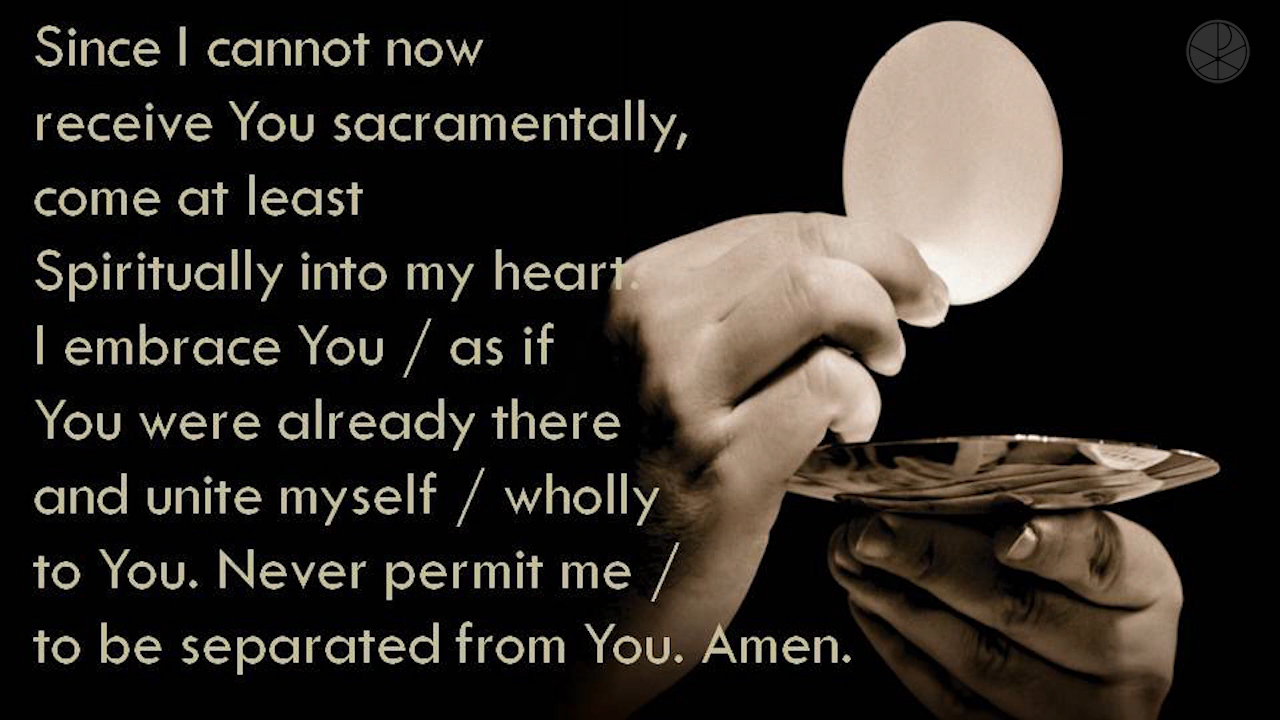 Since I cannot now
receive You sacramentally,
come at least
Spiritually into my heart.
I embrace You / as if
You were already there
and unite myself / wholly
to You. Never permit me /
to be separated from You. Amen.